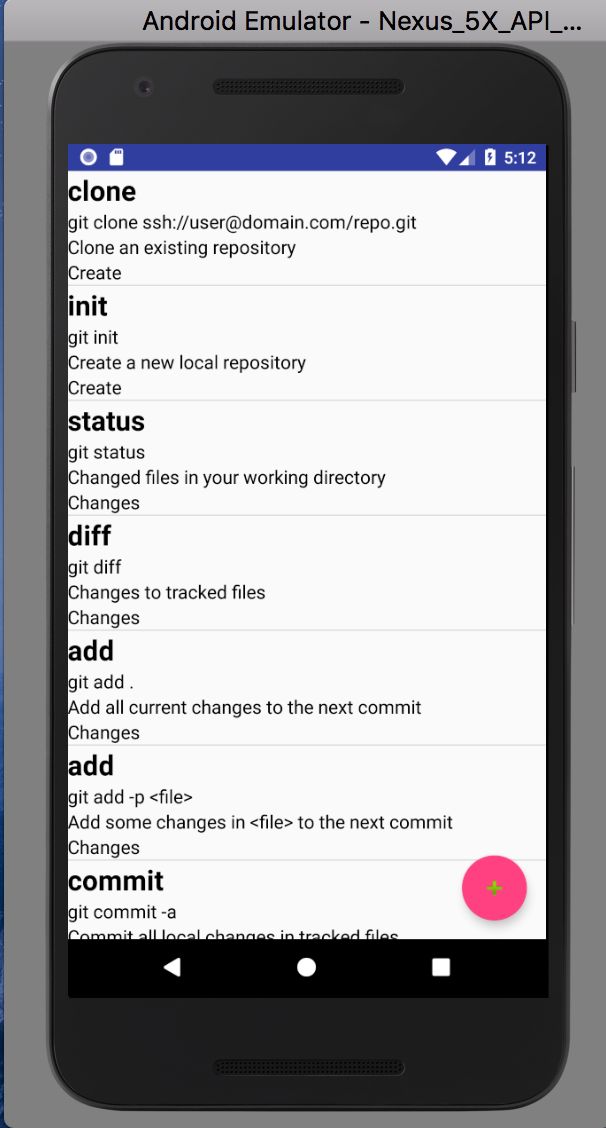 Android Emulator - Nexus_5X_API_...
5:12
clone
git clone ssh://user@domain.com/repo.git
Clone an existing repository
Create
init
git init
Create a new local repository
Create
status
git status
Changed files in your working directory
Changes
diff
git diff
Changes to tracked files
Changes
add
git add .
Add all current changes to the next commit
Changes
add
git add -p <file>
Add some changes in <file> to the next commit
Changes
commit
+
git commit -a
Commit all local changes in tracked files